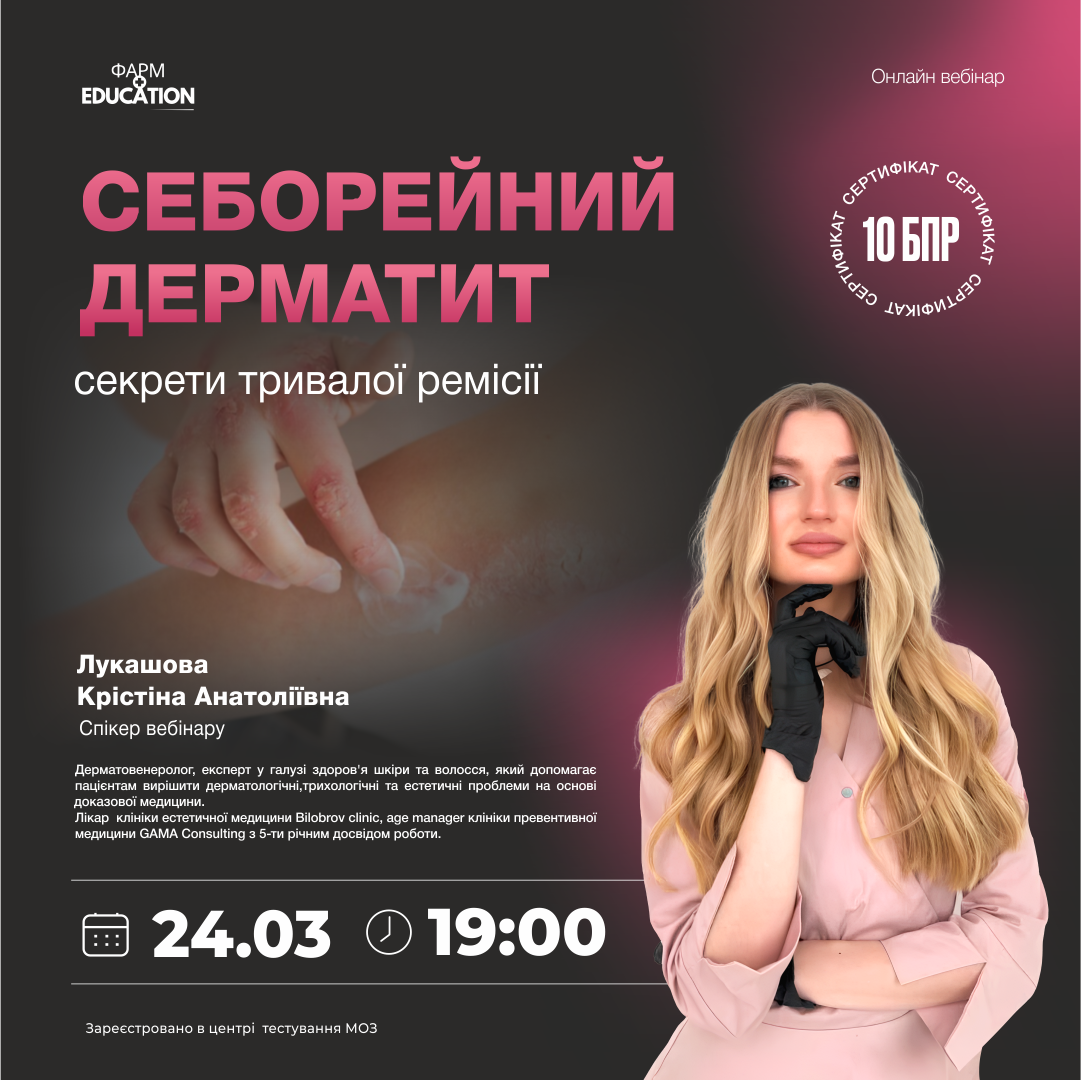 ФАРМ
EDUCATION
Онлайн вебінар
СЕБОРЕЙНИЙ
ДЕРМАТИТ
секрети тривалої ремісії
СЕРТИФІКАТ СЕРТИФІКАТ СЕРТИФІКАТ СЕРТИФІКАТ
10 БПР
Лукашова
Крістіна Анатоліївна
Спікер вебінару
Дерматовенеролог, експерт у галузі здоров'я шкіри та волосся, який допомагає
пацієнтам вирішити дерматологічні,трихологічні та естетичні проблеми на основі
доказової медицини.
Лікар клініки естетичної медицини Bilobrov clinic, age manager клініки превентивної
медицини GAMA Consulting з 5-ти річним досвідом роботи.
24.03
19:00
Зареєстровано в центрі тестування МОЗ